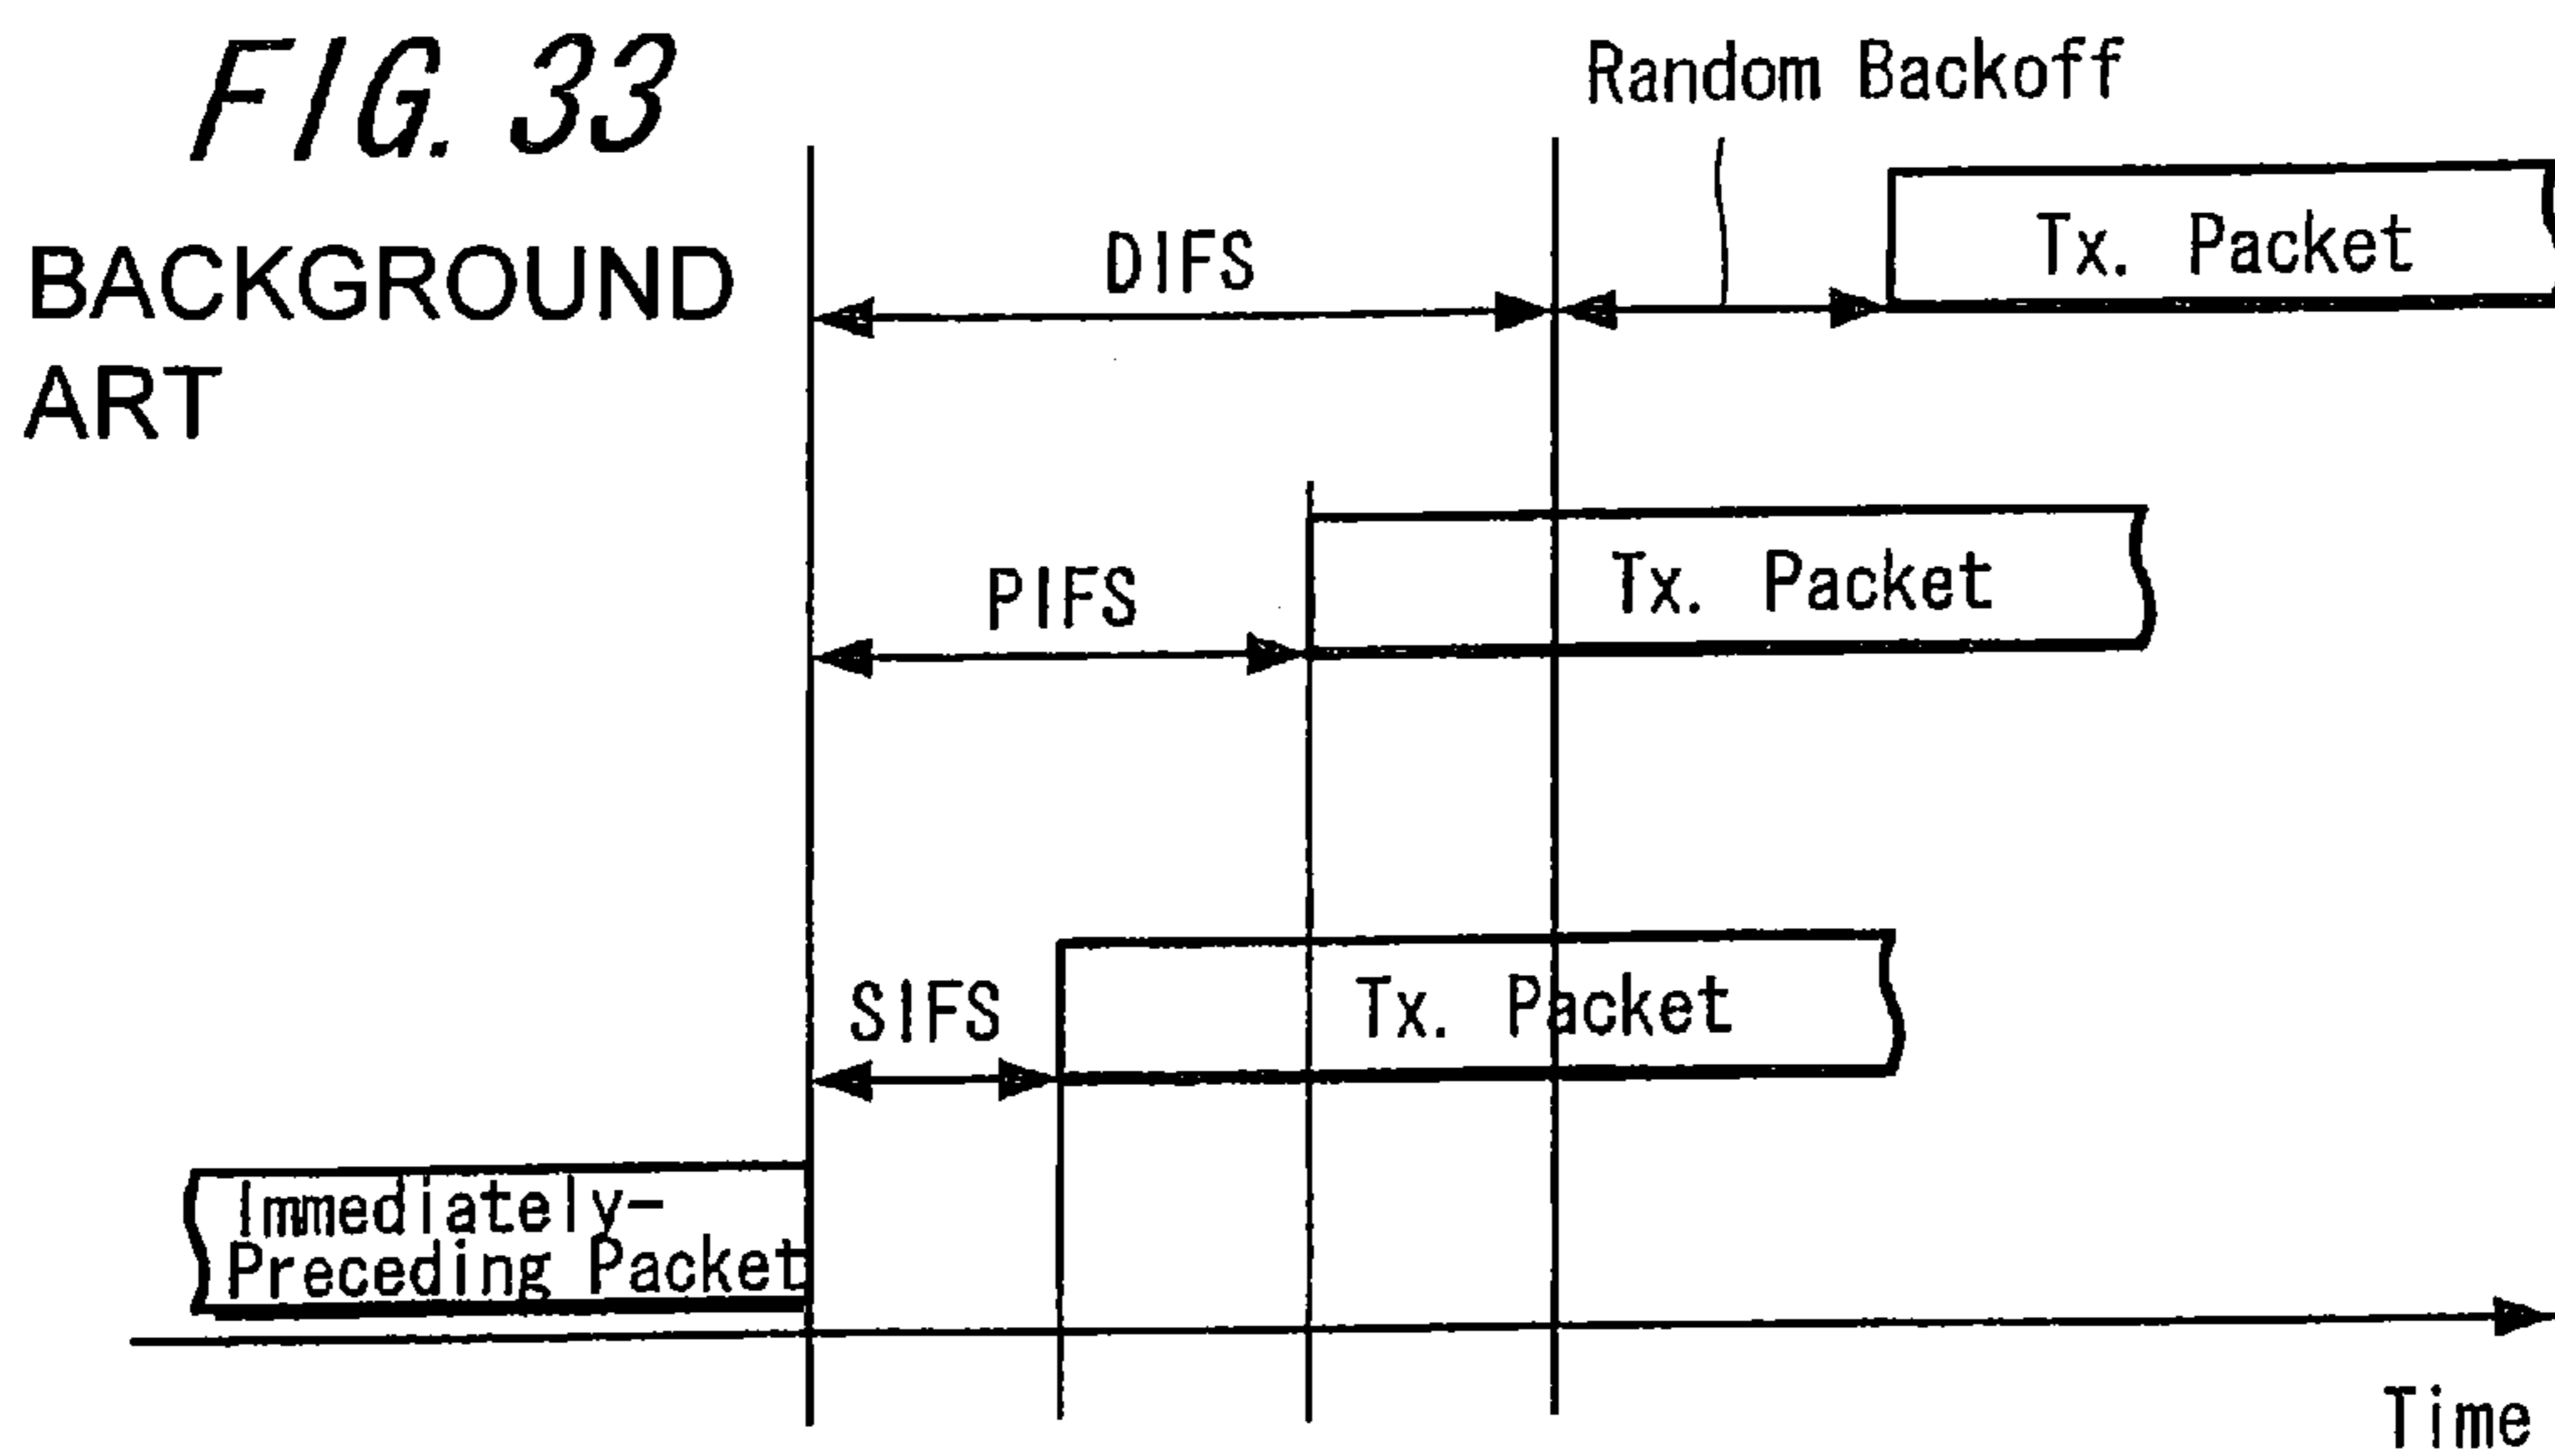 FIG. 33
BACKGROUND
ART
Random Backoff
DIFS
Tx. Packet
PIFS
Tx. Packet
SIFS
Tx. Packet
Immediately-
Preceding Packet
Time